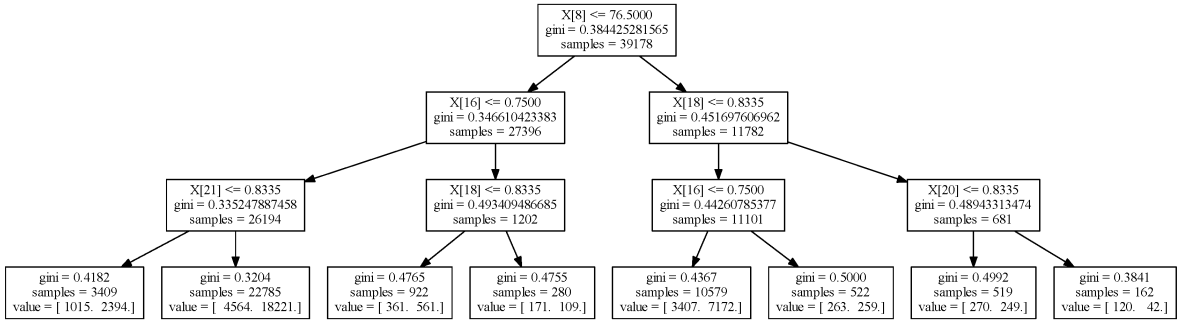 X[8] <= 76.5000
gini = 0.384425281565
samples = 39178
X[16] <= 0.7500
gini = 0.346610423383
samples = 27396
X[18] <= 0.8335
gini = 0.451697606962
samples = 11782
X[21] <= 0.8335
gini = 0.335247887458
samples = 26194
X[18] <= 0.8335
gini = 0.493409486685
samples = 1202
X[16] <= 0.7500
gini = 0.44260785377
samples = 11101
X[20] <= 0.8335
gini = 0.48943313474
samples = 681
gini = 0.4182
samples = 3409
value = [ 1015. 2394.]
gini = 0.3204
samples = 22785
value = [ 4564. 18221.]
gini = 0.4765
samples = 922
value = [ 361. 561.]
gini = 0.4755
samples = 280
value = [ 171. 109.]
gini = 0.4367
samples = 10579
value = [ 3407. 7172.]
gini = 0.5000
samples = 522
value = [ 263. 259.]
gini = 0.4992
samples = 519
value = [ 270. 249.]
gini = 0.3841
samples = 162
value = [ 120. 42.]